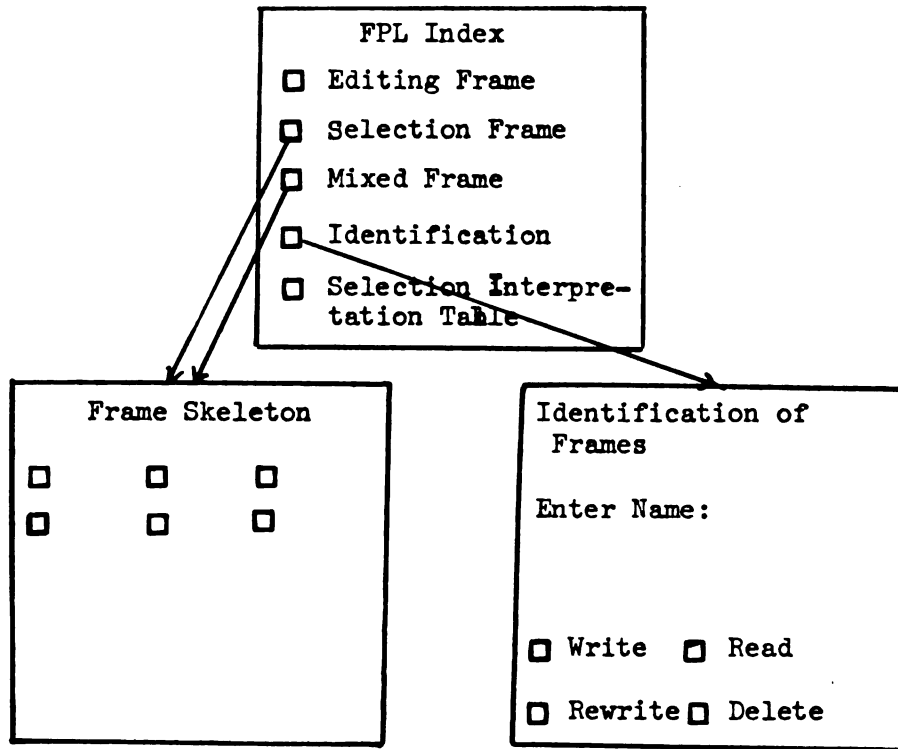 FPL Index
Editing Frame
Selection Frame
Mixed Frame
Identification
Selection Interpre-
tation Table
Frame Skeleton
Identification of
Frames
Enter Name:
Write Read
Rewrite Delete